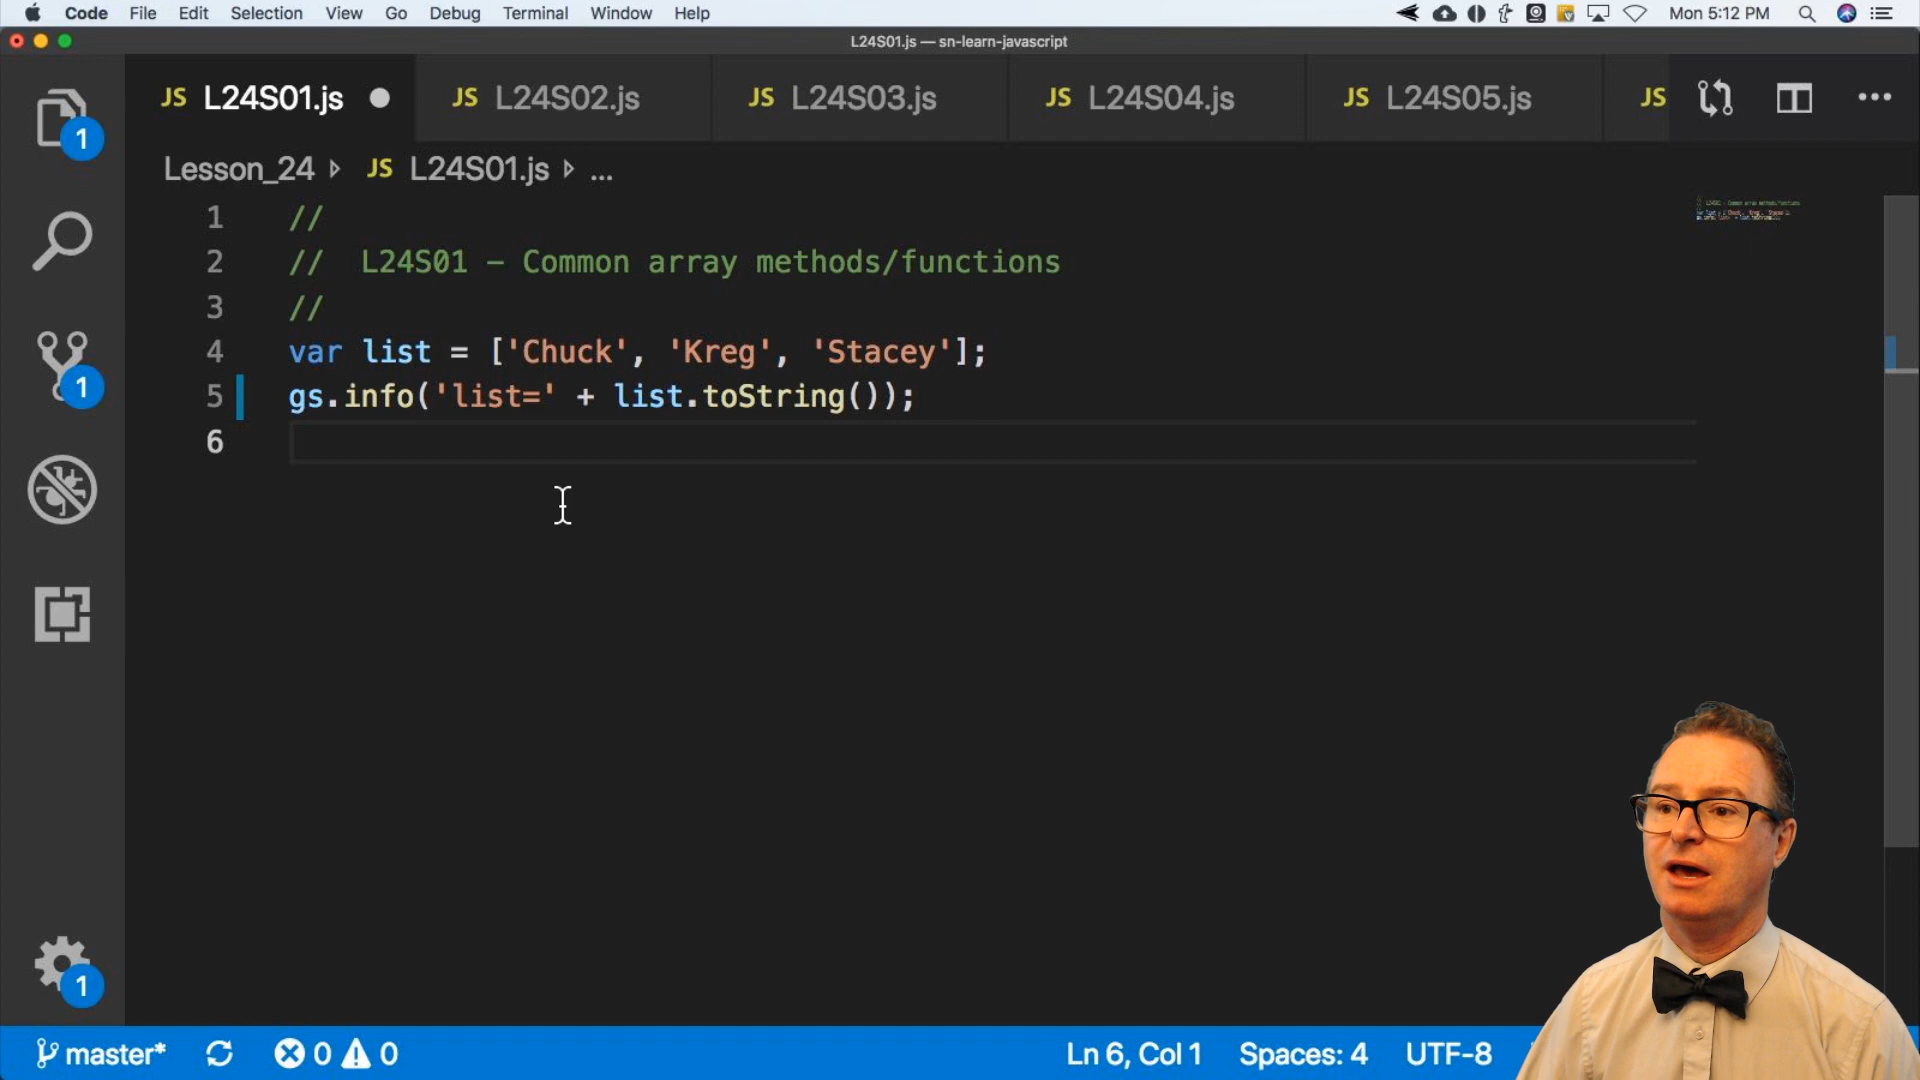 Code File Edit Selection View Go Debug Terminal Window Help Mon 5:12 PM
L24S01.js — sn-learn-javascript
JS L24S01.js JS L24S02.js JS L24S03.js JS L24S04.js JS L24S05.js JS
Lesson_24 JS L24S01.js ...
1 //
2 // L24S01 - Common array methods/functions
3 //
4 var list = ['Chuck', 'Kreg', 'Stacey'];
5 gs.info('list=' + list.toString());
6
1
1
1
master* 0 0 Ln 6, Col 1 Spaces: 4 UTF-8